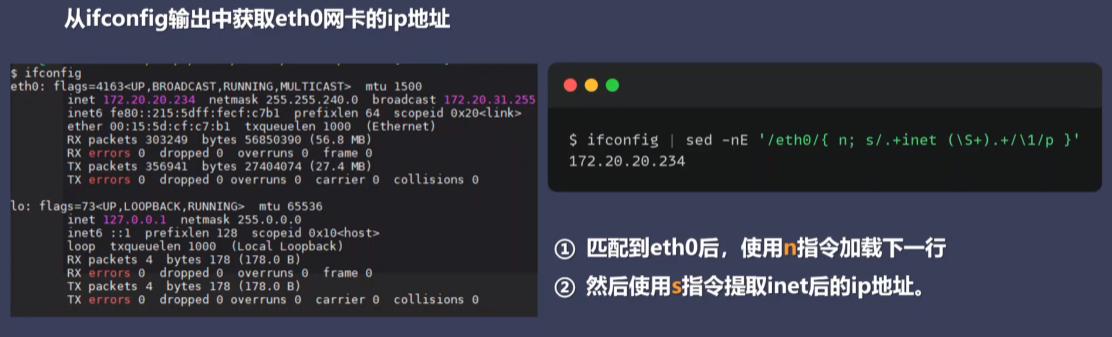 从ifconfig输出中获取eth0网卡的ip地址
$ ifconfig
eth0: flags=4163<UP,BROADCAST,RUNNING,MULTICAST>  mtu 1500
        inet 172.20.20.234  netmask 255.255.240.0  broadcast 172.20.31.255
        inet6 fe80::215:5dff:fecf:c7b1  prefixlen 64  scopeid 0x20<link>
        ether 00:15:5d:cf:c7:b1  txqueuelen 1000  (Ethernet)
        RX packets 303249  bytes 56850390 (56.8 MB)
        RX errors 0  dropped 0  overruns 0  frame 0
        TX packets 356941  bytes 27404074 (27.4 MB)
        TX errors 0  dropped 0 overruns 0  carrier 0  collisions 0
lo: flags=73<UP,LOOPBACK,RUNNING>  mtu 65536
        inet 127.0.0.1  netmask 255.0.0.0
        inet6 ::1  prefixlen 128  scopeid 0x10<host>
        loop  txqueuelen 1000  (Local Loopback)
        RX packets 4  bytes 178 (178.0 B)
        RX errors 0  dropped 0  overruns 0  frame 0
        TX packets 4  bytes 178 (178.0 B)
        TX errors 0  dropped 0 overruns 0  carrier 0  collisions 0
$ ifconfig | sed -nE '/eth0/{ n; s/.+inet (\S+).+/\1/p }'
172.20.20.234
① 匹配到eth0后，使用n指令加载下一行
② 然后使用s指令提取inet后的ip地址。